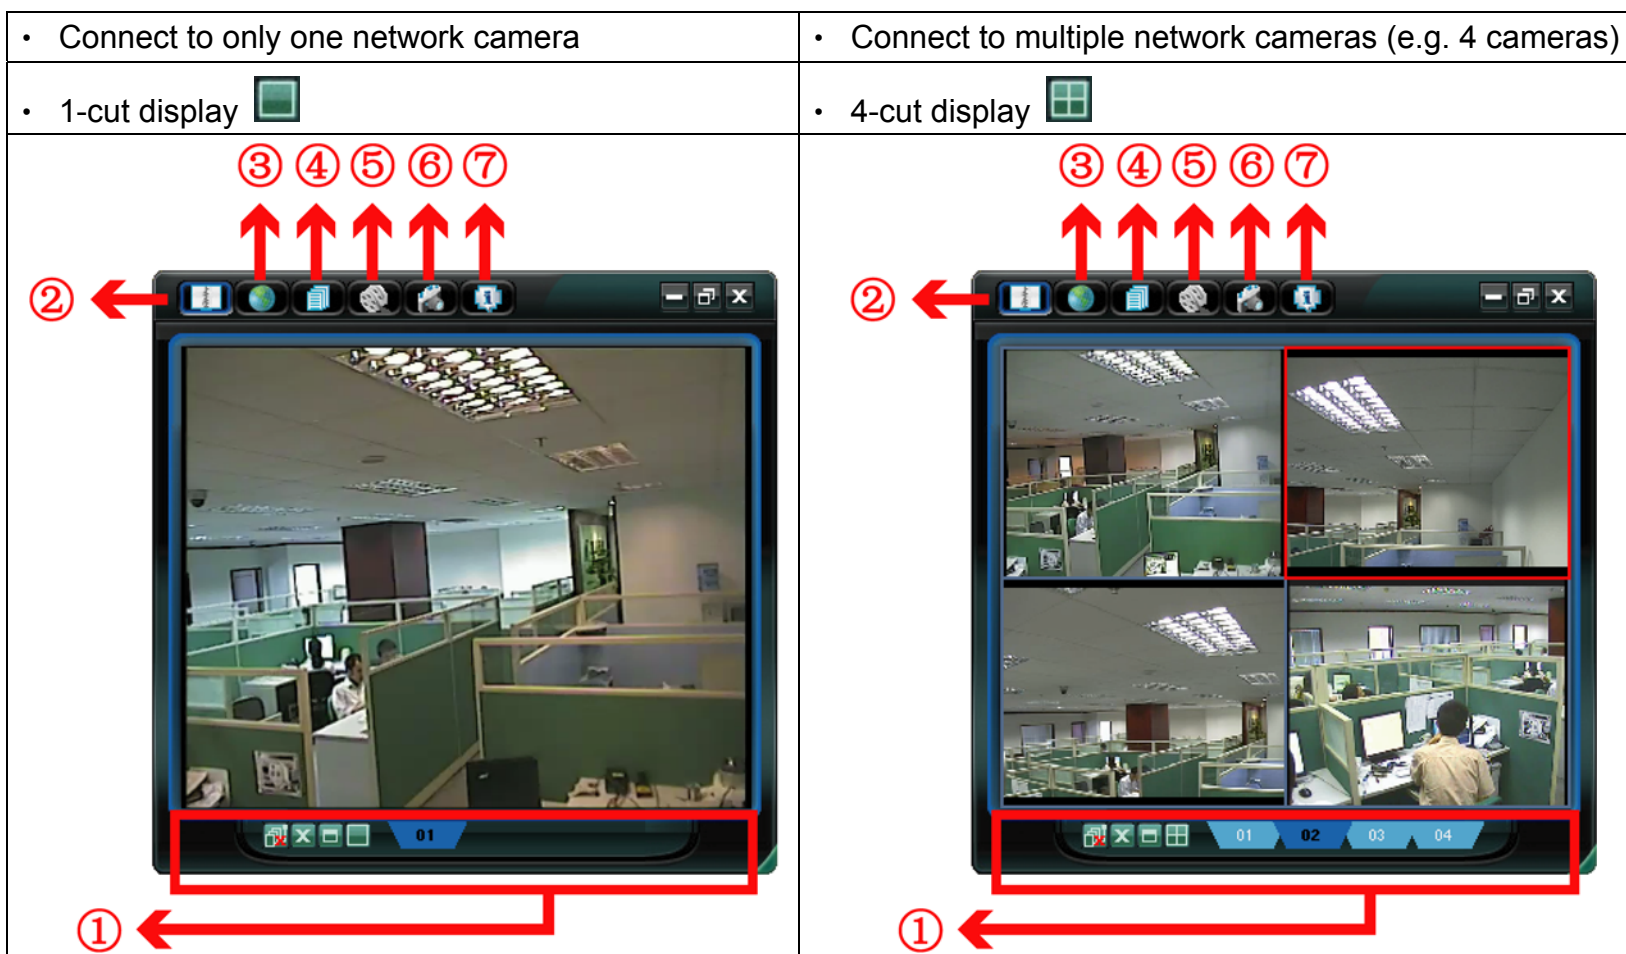 • Connect to only one network camera
• Connect to multiple network cameras (e.g. 4 cameras)
• 1-cut display
• 4-cut display
③ ④ ⑤ ⑥ ⑦
③ ④ ⑤ ⑥ ⑦
②
②
01
01 02 03 04
①
①